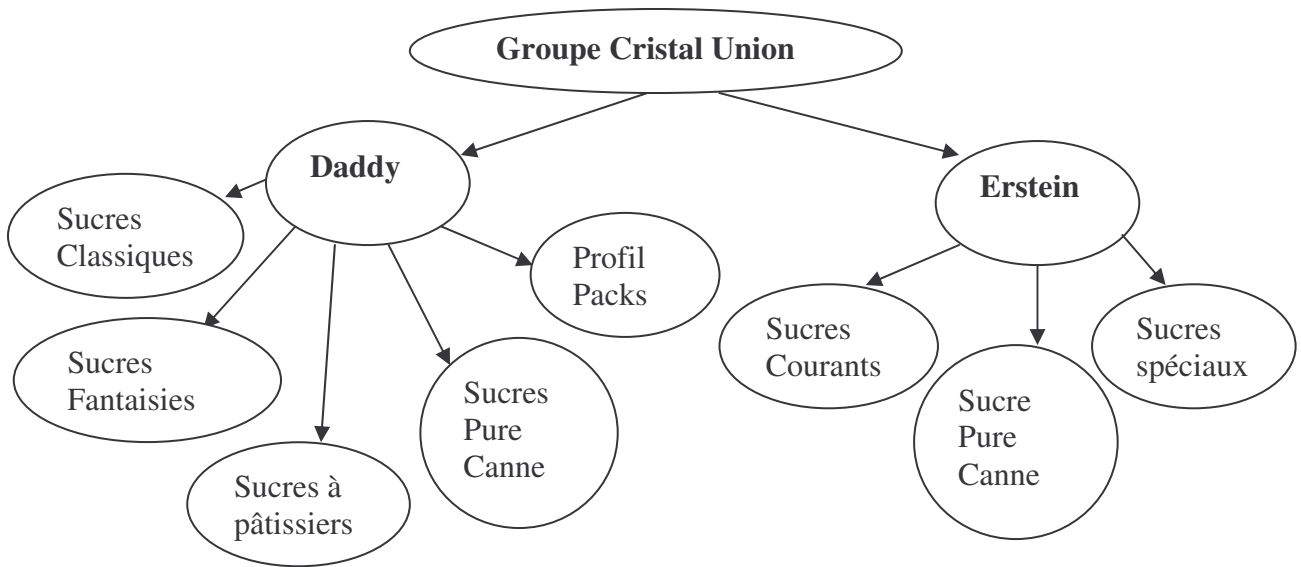 Groupe Cristal Union
Daddy
Erstein
Sucres
Classiques
Profil
Packs
Sucres
Fantaisies
Sucres
Pure
Canne
Sucres à
pâtissiers
Sucres
Courants
Sucre
Pure
Canne
Sucres
spéciaux